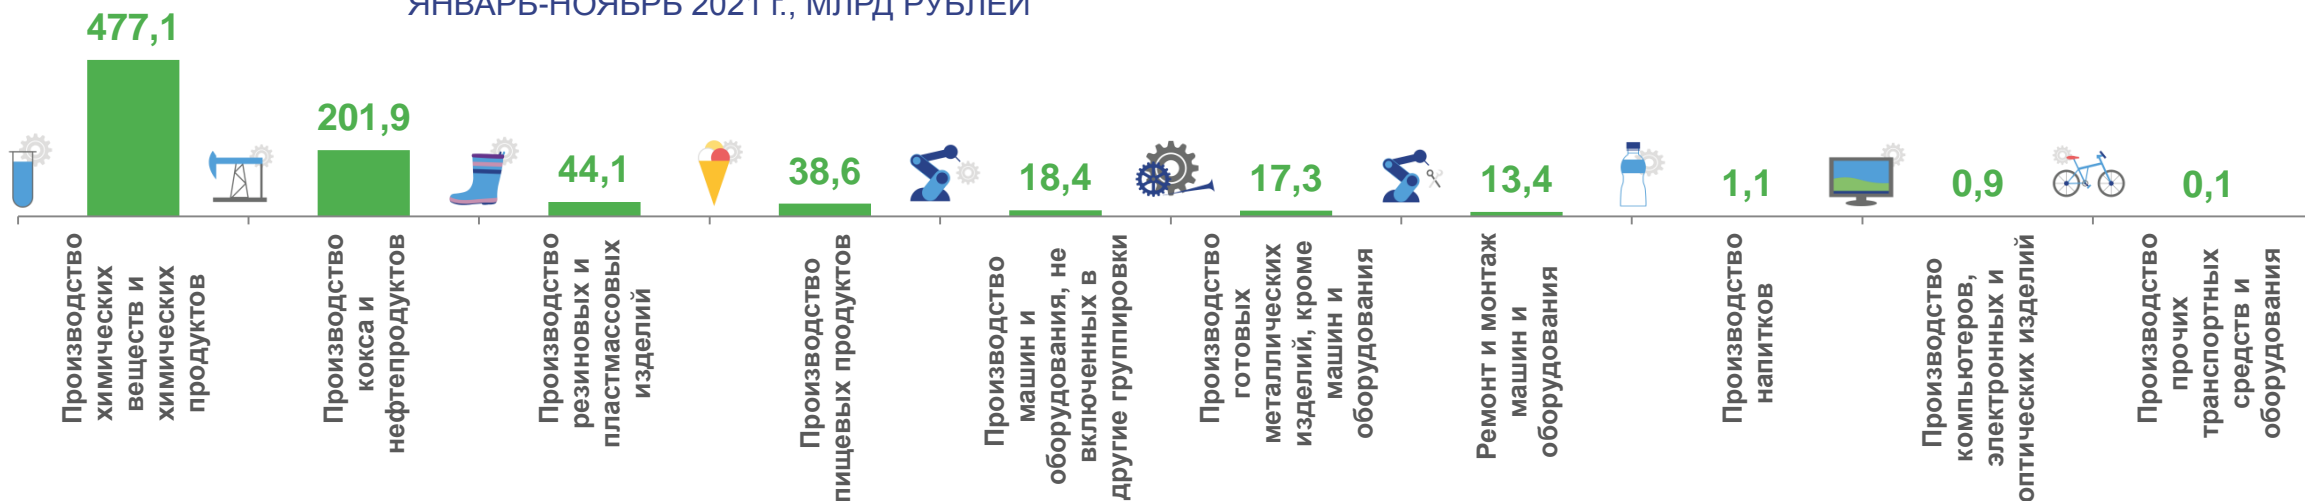 ЯНВАРЬ-НОЯБРЬ 2021 г., МЛРД РУБЛЕЙ
477,1
201,9
44,1
38,6
18,4
17,3
13,4
1,1
0,9
0,1
Производство
химических
веществ и
химических
продуктов
Производство
кокса и
нефтепродуктов
Производство
резиновых и
пластмассовых
изделий
Производство
пищевых продуктов
Производство
машин и
оборудования, не
включенных в
другие группировки
Производство
готовых
металлических
изделий, кроме
машин и
оборудования
Ремонт и монтаж
машин и
оборудования
Производство
напитков
Производство
компьютеров,
электронных и
оптических изделий
Производство
прочих
транспортных
средств и
оборудования